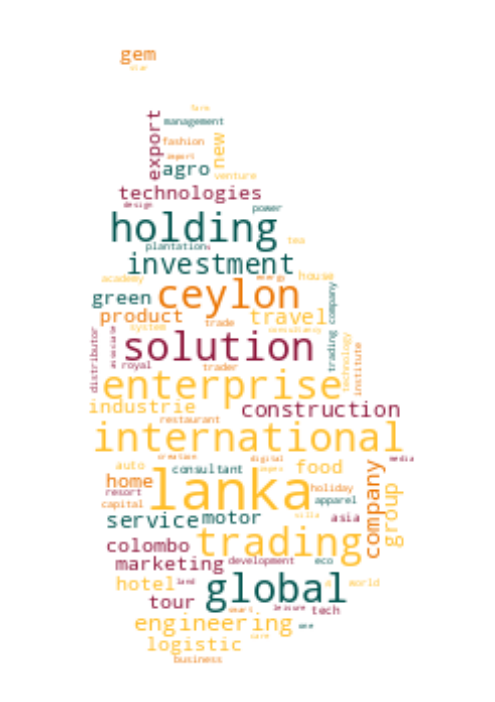 gem
star
farm
export
management
new
fashion
import
agro
venture
technologies
design
power
holding
tea
plantation
investment
academy
energy
house
green
ceylon
company
product
travel
trade
system
consultancy
distributor
associate
solution
trading
technology
institute
royal
trader
enterprise
industrie
construction
restaurant
international
creation
digital
media
auto
consultant
impex
food
home
lanka
holiday
company
group
resort
apparel
capital
service
motor
villa
asia
colombo
trading
marketing
development
eco
hotel
land
global
world
tour
smart
leisure
tech
engineering
one
care
logistic
business